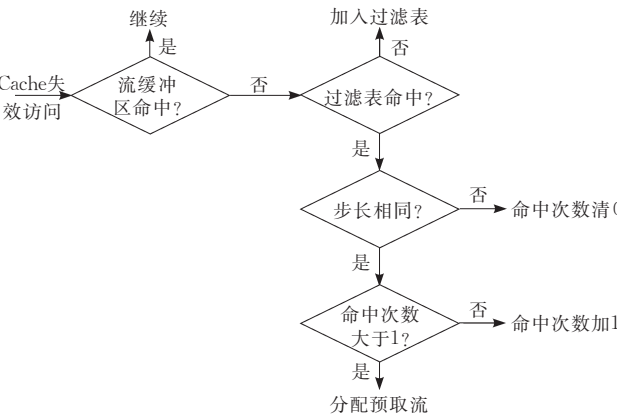 继续
加入过滤表
是
否
Cache失
效访问
流缓冲
区命中?
否
过滤表命中?
是
步长相同?
否
命中次数清0
是
命中次数
大于1?
否
命中次数加1
是
分配预取流